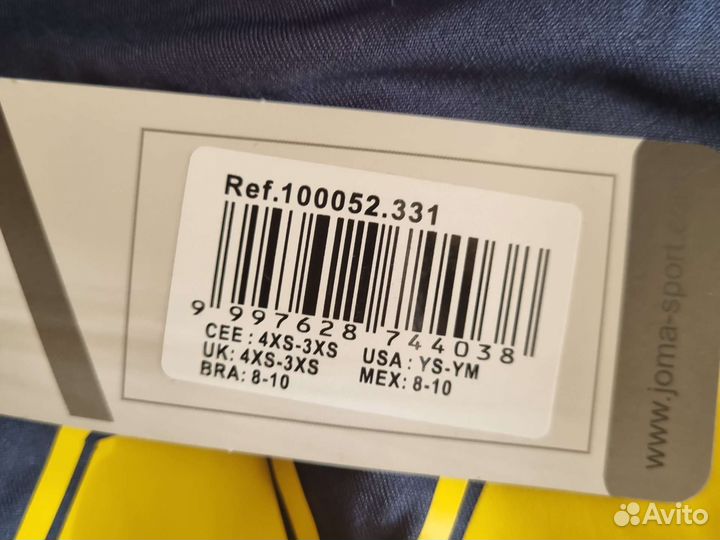 Ref.100052.331
9 997628 744038
CEE : 4XS-3XS USA : YS-YM
UK: 4XS-3XS MEX: 8-10
BRA: 8-10
www.joma-sport.c
Avito